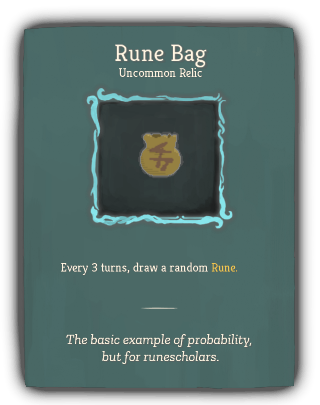 Rune Bag
Uncommon Relic
Every 3 turns, draw a random Rune.
The basic example of probability,
but for runescholars.